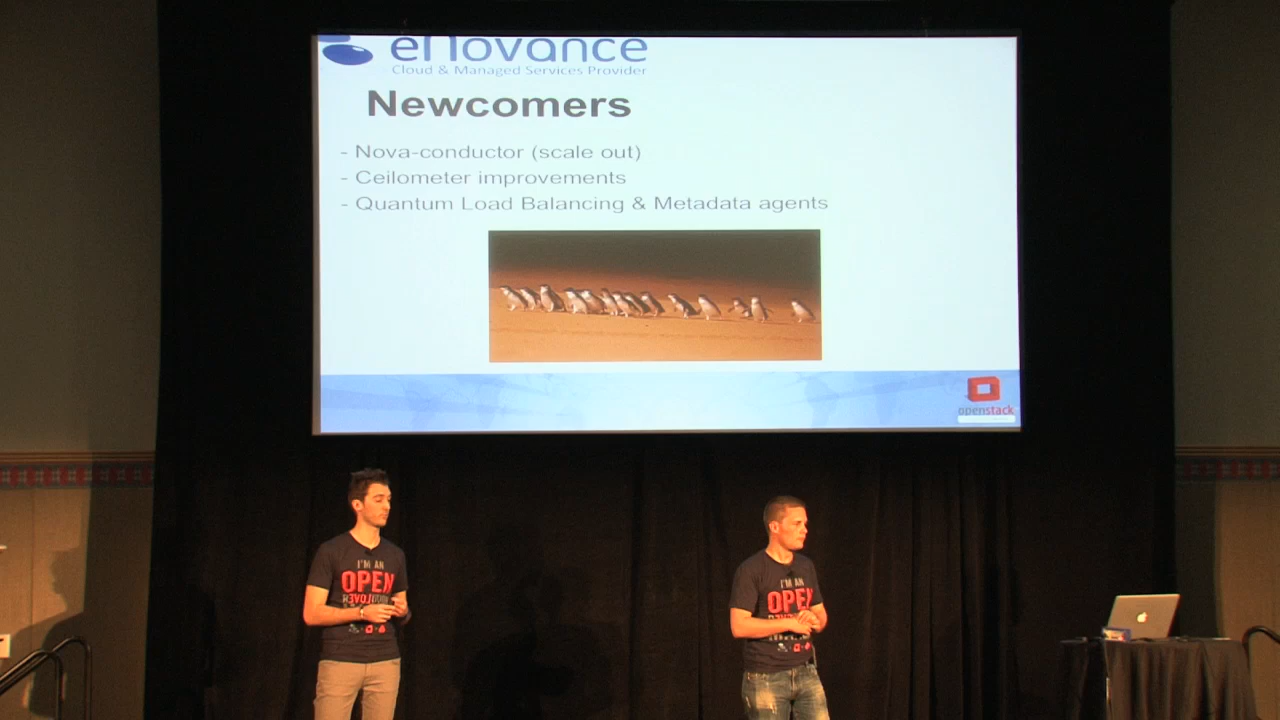 eNovance
Cloud & Managed Services Provider
Newcomers
- Nova-conductor (scale out)
- Ceilometer improvements
- Quantum Load Balancing & Metadata agents
openstack
I'M AN
OPEN
I'M AN
OPEN